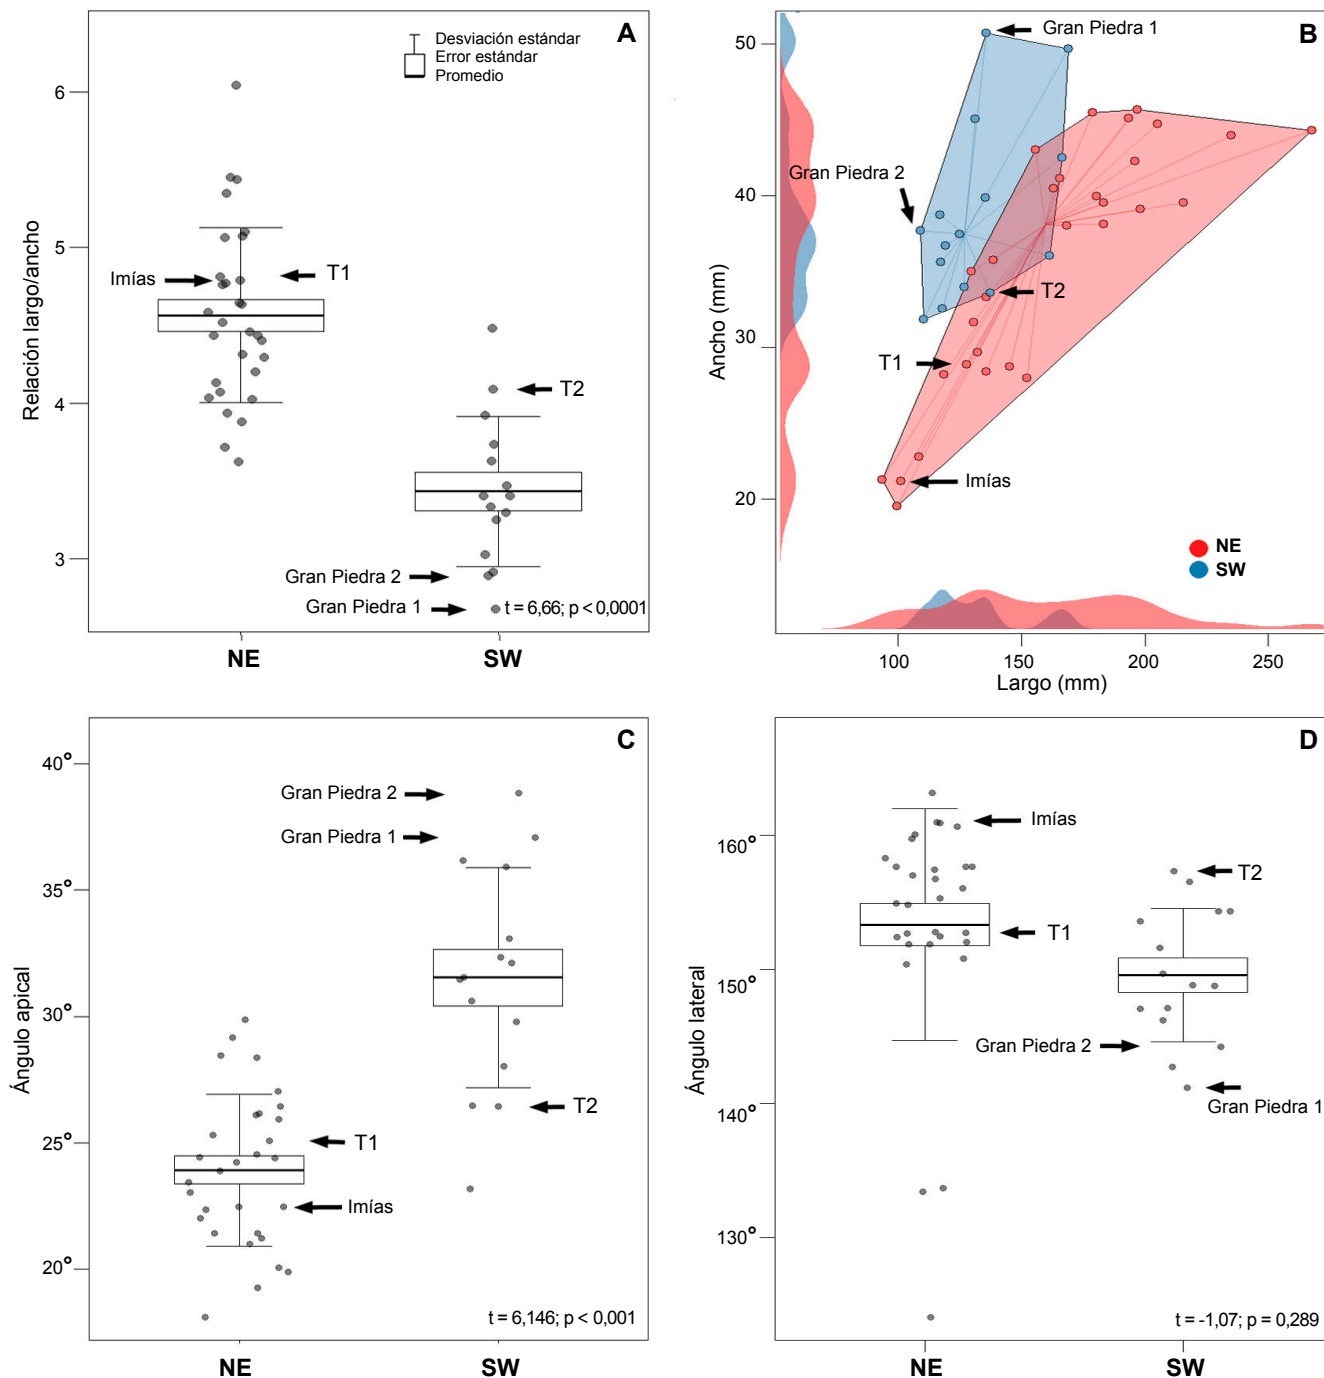 A
Desviación estándar
Error estándar
Promedio
Relación largo/ancho
6
5
4
3
Imías
T1
T2
Gran Piedra 2
Gran Piedra 1
t = 6,66; p < 0,0001
NE
SW
B
Gran Piedra 1
Gran Piedra 2
T2
T1
Imías
Ancho (mm)
50
40
30
20
NE
SW
100
150
200
250
Largo (mm)
C
Ángulo apical
40°
35°
30°
25°
20°
Gran Piedra 2
Gran Piedra 1
T2
T1
Imías
t = 6,146; p < 0,001
NE
SW
D
Ángulo lateral
160°
150°
140°
130°
Imías
T2
T1
Gran Piedra 2
Gran Piedra 1
t = -1,07; p = 0,289
NE
SW